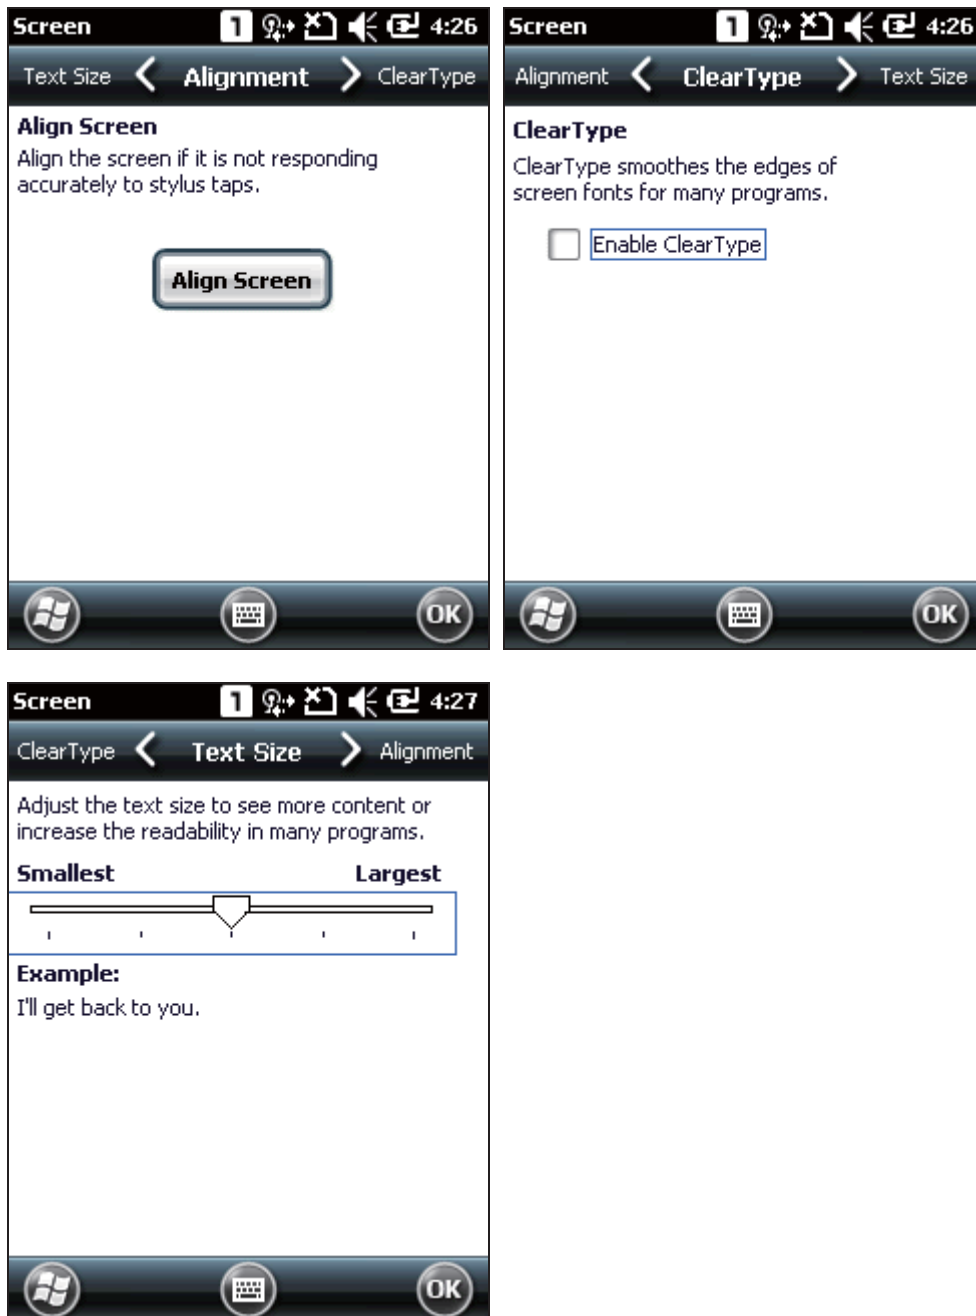 Screen 1 4:26
Text Size Alignment ClearType
Align Screen
Align the screen if it is not responding
accurately to stylus taps.
Align Screen
OK
Screen 1 4:26
Alignment ClearType Text Size
ClearType
ClearType smoothes the edges of
screen fonts for many programs.
Enable ClearType
OK
Screen 1 4:27
ClearType Text Size Alignment
Adjust the text size to see more content or
increase the readability in many programs.
Smallest Largest
Example:
I'll get back to you.
OK